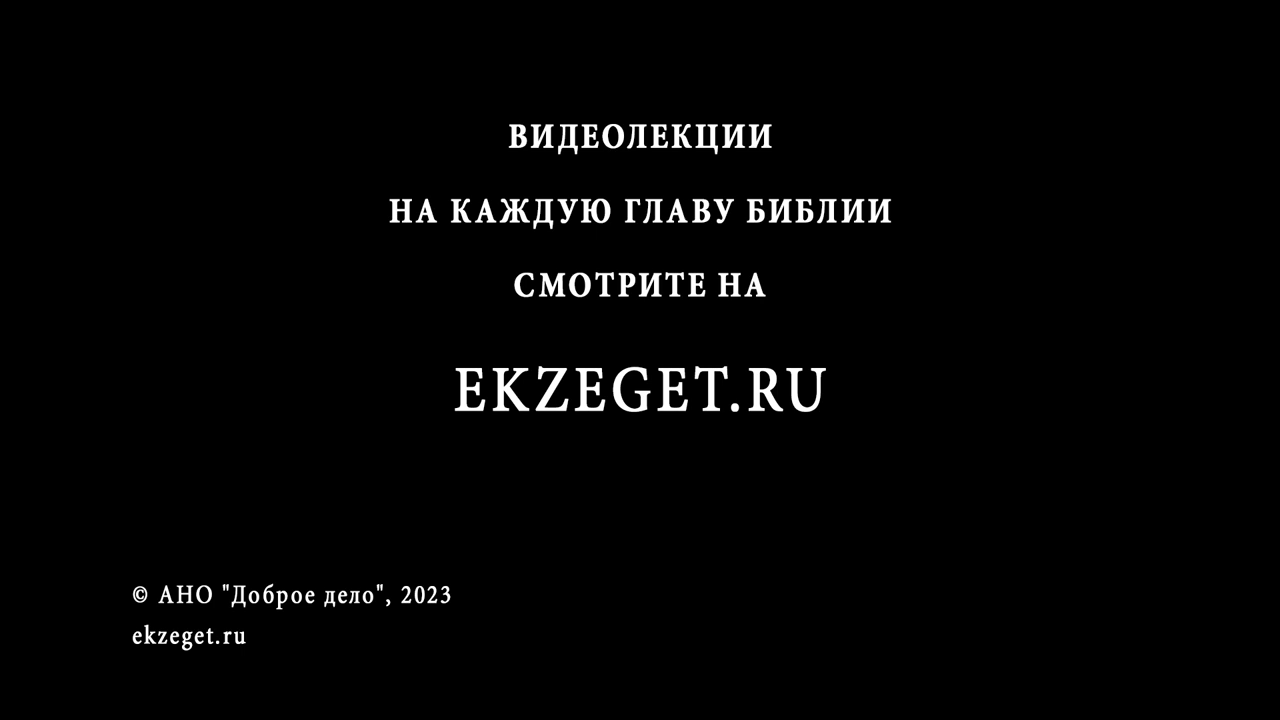 ВИДЕОЛЕКЦИИ
НА КАЖДУЮ ГЛАВУ БИБЛИИ
СМОТРИТЕ НА
EKZEGET.RU
© АНО "Доброе дело", 2023
ekzeget.ru